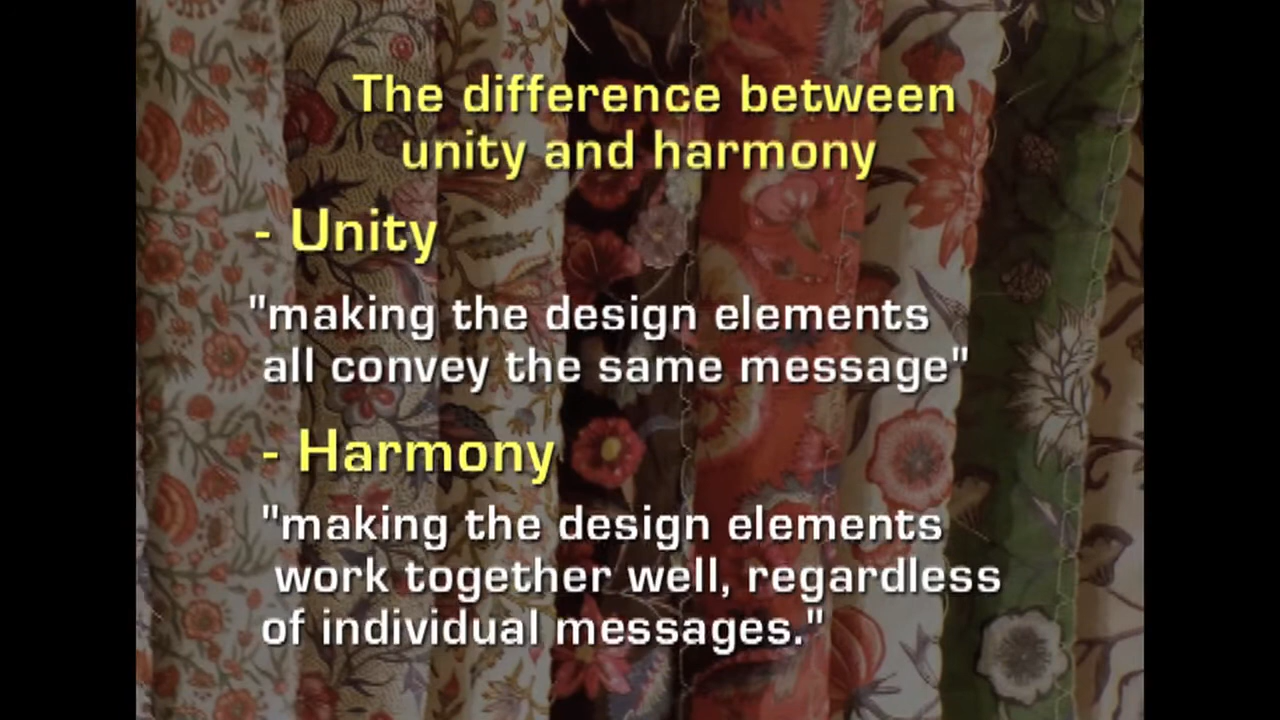 The difference between
unity and harmony
- Unity
"making the design elements
all convey the same message"
- Harmony
"making the design elements
work together well, regardless
of individual messages."